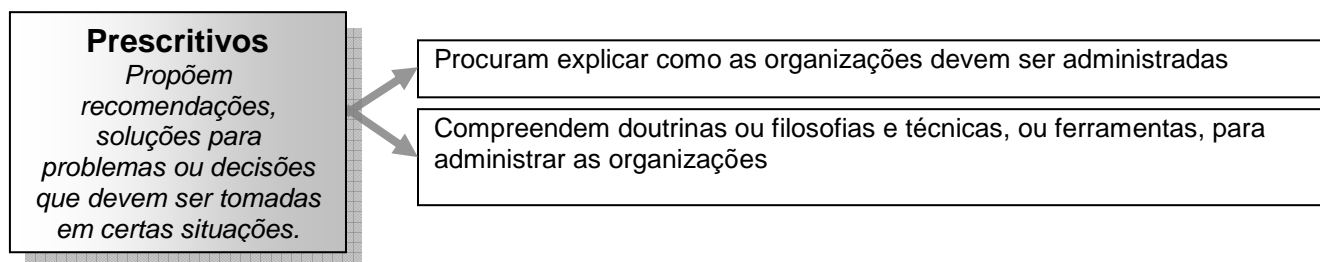 Prescritivos
Propõem
recomendações,
soluções para
problemas ou decisões
que devem ser tomadas
em certas situações.
Procuram explicar como as organizações devem ser administradas
Compreendem doutrinas ou filosofias e técnicas, ou ferramentas, para
administrar as organizações